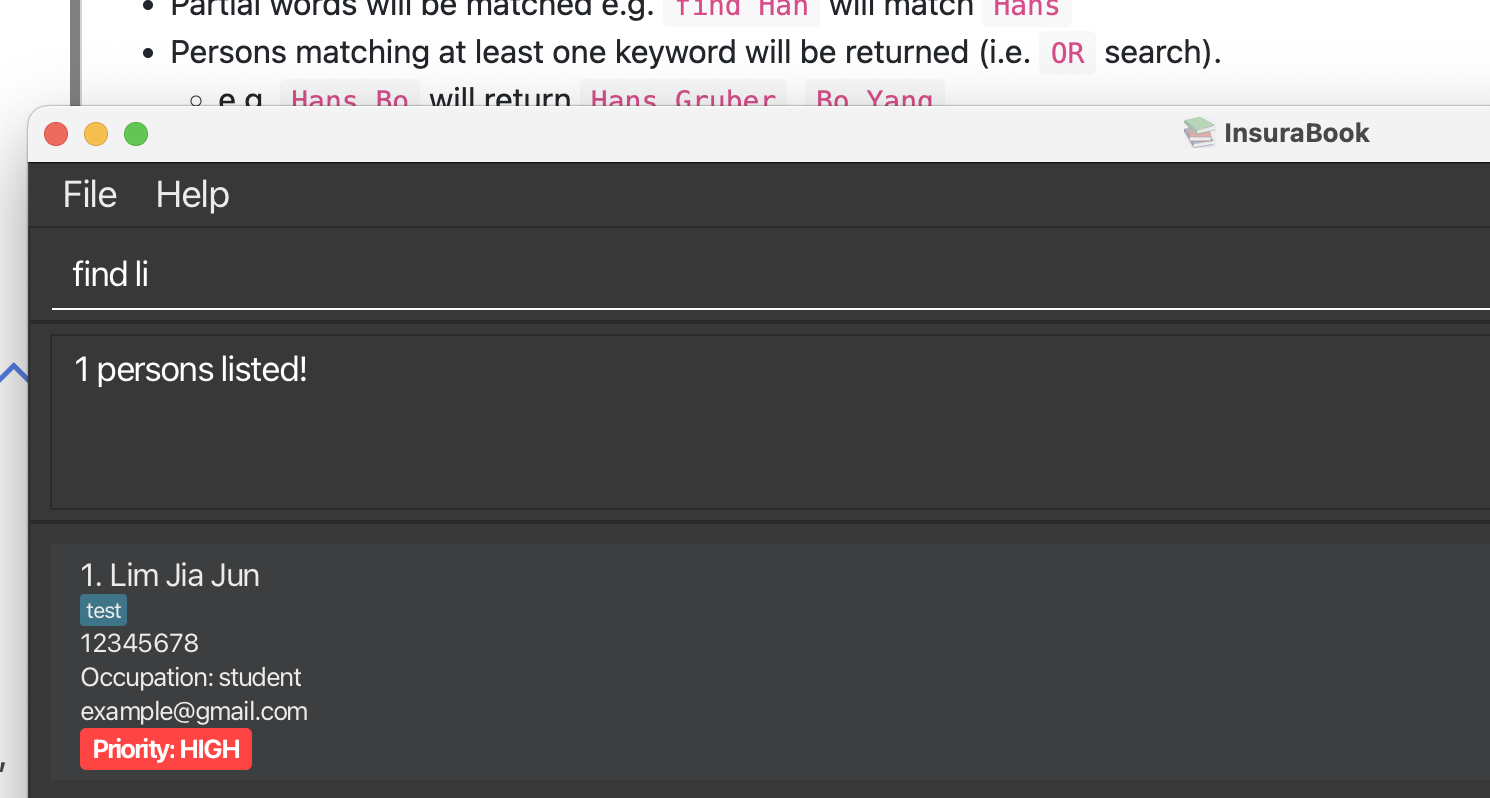 Partial words will be matched e.g. find Han will match Hans
Persons matching at least one keyword will be returned (i.e. OR search).
e.g. Hans Bo will return Hans Gruber, Bo Yang
InsuraBook
File Help
find li
1 persons listed!
1. Lim Jia Jun
test
12345678
Occupation: student
example@gmail.com
Priority: HIGH